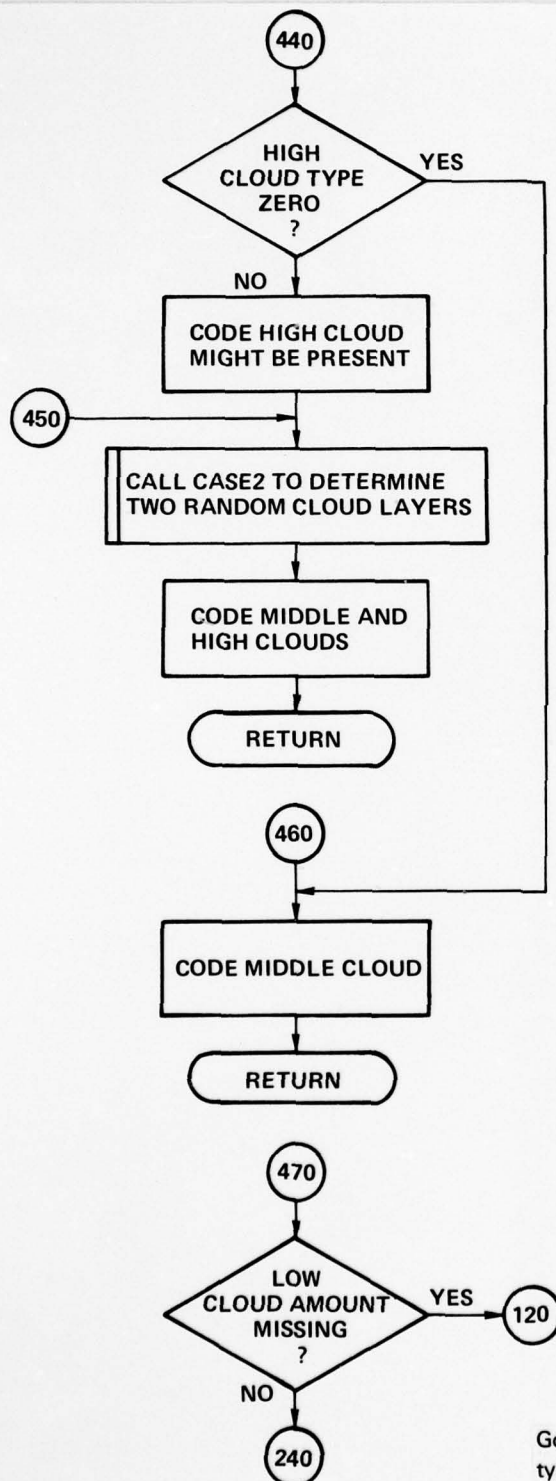 440
HIGH
CLOUD TYPE
ZERO
?
YES
NO
CODE HIGH CLOUD
MIGHT BE PRESENT
450
CALL CASE2 TO DETERMINE
TWO RANDOM CLOUD LAYERS
CODE MIDDLE AND
HIGH CLOUDS
RETURN
460
CODE MIDDLE CLOUD
RETURN
470
LOW
CLOUD AMOUNT
MISSING
?
YES
120
NO
240